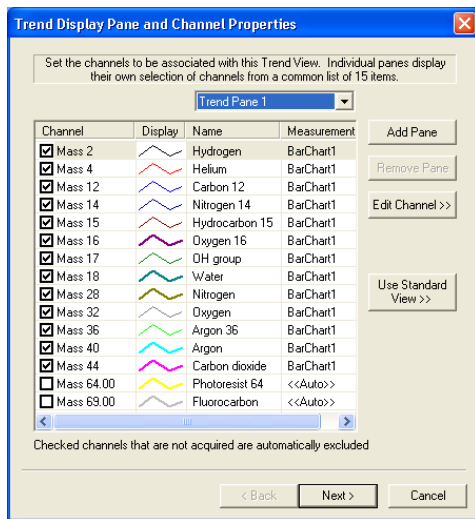 Trend Display Pane and Channel Properties
Set the channels to be associated with this Trend View. Individual panes display
their own selection of channels from a common list of 15 items.
Trend Pane 1
Channel Display Name Measurement
Mass 2 Hydrogen BarChart1
Mass 4 Helium BarChart1
Mass 12 Carbon 12 BarChart1
Mass 14 Nitrogen 14 BarChart1
Mass 15 Hydrocarbon 15 BarChart1
Mass 16 Oxygen 16 BarChart1
Mass 17 OH group BarChart1
Mass 18 Water BarChart1
Mass 28 Nitrogen BarChart1
Mass 32 Oxygen BarChart1
Mass 36 Argon 36 BarChart1
Mass 40 Argon BarChart1
Mass 44 Carbon dioxide BarChart1
Mass 64.00 Photoresist 64 <<Auto>>
Mass 69.00 Fluorocarbon <<Auto>>
Add Pane
Remove Pane
Edit Channel >>
Use Standard
View >>
Checked channels that are not acquired are automatically excluded
< Back Next > Cancel